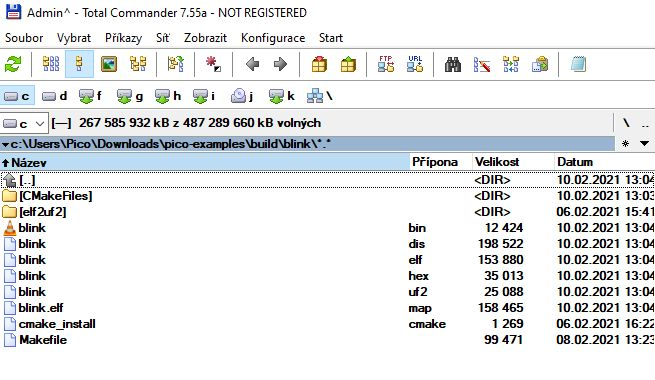 Admin^ - Total Commander 7.55a - NOT REGISTERED
Soubor Vybrat Příkazy Síť Zobrazit Konfigurace Start
FTP URL
c d f g h i j k \
c [—] 267 585 932 kB z 487 289 660 kB volných \ ..
c:\Users\Pico\Downloads\pico-examples\build\blink\*.* * ▼
Název Přípona Velikost Datum
[..] <DIR> 10.02.2021 13:04
[CMakeFiles] <DIR> 10.02.2021 13:03
[elf2uf2] <DIR> 06.02.2021 15:41
blink bin 12 424 10.02.2021 13:04
blink dis 198 522 10.02.2021 13:04
blink elf 153 880 10.02.2021 13:04
blink hex 35 013 10.02.2021 13:04
blink uf2 25 088 10.02.2021 13:04
blink.elf map 158 465 10.02.2021 13:04
cmake_install cmake 1 269 06.02.2021 16:22
Makefile 99 471 08.02.2021 13:23